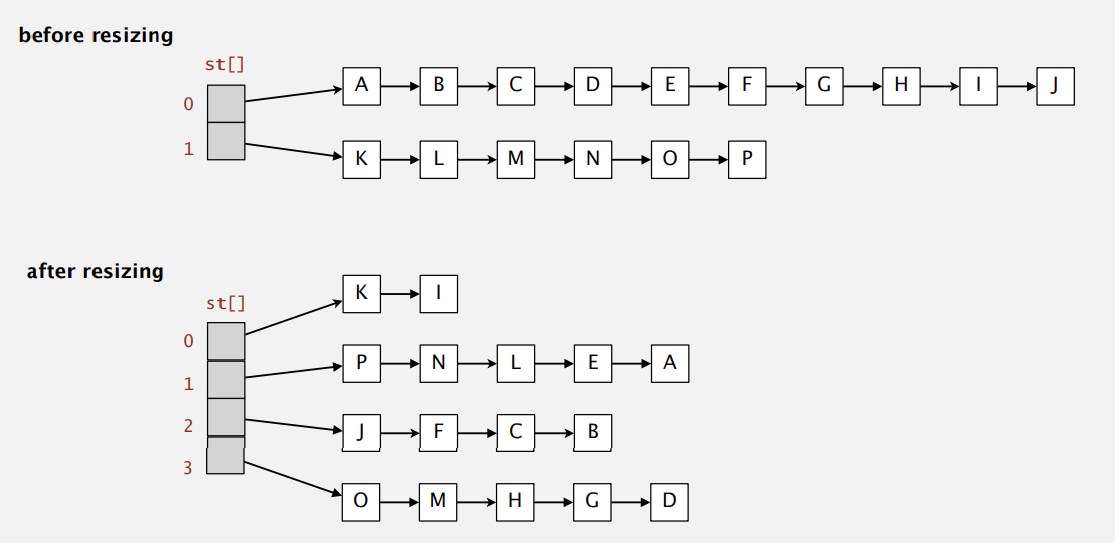 before resizing
st[]
0 A B C D E F G H I J
1 K L M N O P
after resizing
st[]
0 K I
1 P N L E A
2 J F C B
3 O M H G D